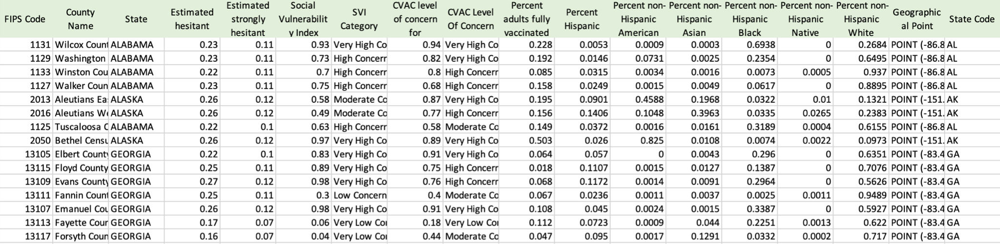 FIPS Code County Name State Estimated hesitant Estimated strongly hesitant Social Vulnerabilit y Index SVI Category CVAC level of concern for CVAC Level Of Concern Percent adults fully vaccinated Percent Hispanic Percent non-Hispanic American Percent non-Hispanic Asian Percent non-Hispanic Black Percent non-Hispanic Native Percent non-Hispanic White Geographic al Point State Code
1131 Wilcox Count ALABAMA 0.23 0.11 0.93 Very High Co 0.94 Very High Co 0.228 0.0053 0.0009 0.0003 0.6938 0 0.2684 POINT (-86.8 AL
1129 Washington ALABAMA 0.23 0.11 0.73 High Concern 0.82 Very High Co 0.192 0.0146 0.0731 0.0025 0.2354 0 0.6495 POINT (-86.8 AL
1133 Winston Cou ALABAMA 0.22 0.11 0.7 High Concern 0.8 High Concern 0.085 0.0315 0.0034 0.0016 0.0073 0.0005 0.937 POINT (-86.8 AL
1127 Walker Coun ALABAMA 0.23 0.11 0.75 High Concern 0.68 High Concern 0.158 0.0249 0.0015 0.0049 0.0617 0 0.8895 POINT (-86.8 AL
2013 Aleutians Ea ALASKA 0.26 0.12 0.58 Moderate Co 0.87 Very High Co 0.195 0.0901 0.4588 0.1968 0.0322 0.01 0.1321 POINT (-151. AK
2016 Aleutians W ALASKA 0.26 0.12 0.49 Moderate Co 0.77 High Concern 0.156 0.1406 0.1048 0.3963 0.0335 0.0265 0.2383 POINT (-151. AK
1125 Tuscaloosa C ALABAMA 0.22 0.1 0.63 High Concern 0.58 Moderate Co 0.149 0.0372 0.0016 0.0161 0.3189 0.0004 0.6155 POINT (-86.8 AL
2050 Bethel Censu ALASKA 0.26 0.12 0.97 Very High Co 0.89 Very High Co 0.503 0.026 0.825 0.0108 0.0074 0.0022 0.0973 POINT (-151. AK
13105 Elbert County GEORGIA 0.22 0.1 0.83 Very High Co 0.91 Very High Co 0.064 0.057 0 0.0043 0.296 0 0.6351 POINT (-83.4 GA
13115 Floyd County GEORGIA 0.25 0.11 0.89 Very High Co 0.75 High Concern 0.018 0.1107 0.0015 0.0127 0.1387 0 0.7076 POINT (-83.4 GA
13109 Evans County GEORGIA 0.27 0.12 0.98 Very High Co 0.76 High Concern 0.068 0.1172 0.0014 0.0091 0.2964 0 0.5626 POINT (-83.4 GA
13111 Fannin Count GEORGIA 0.25 0.11 0.3 Low Concern 0.4 Moderate Co 0.067 0.0236 0.0011 0.0037 0.0025 0.0011 0.9489 POINT (-83.4 GA
13107 Emanuel Cou GEORGIA 0.26 0.12 0.98 Very High Co 0.91 Very High Co 0.108 0.045 0.0024 0.0015 0.3387 0 0.5927 POINT (-83.4 GA
13113 Fayette Coun GEORGIA 0.17 0.07 0.06 Very Low Co 0.18 Very Low Co 0.112 0.0723 0.0009 0.044 0.2251 0.0013 0.622 POINT (-83.4 GA
13117 Forsyth Coun GEORGIA 0.16 0.07 0.04 Very Low Co 0.44 Moderate Co 0.047 0.095 0.0017 0.1291 0.0332 0.0002 0.717 POINT (-83.4 GA